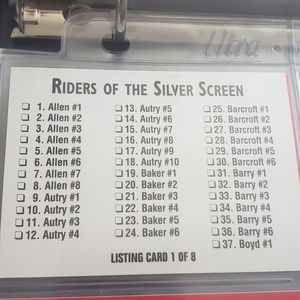 Ultra
RIDERS OF THE SILVER SCREEN
☐ 1. Allen #1
☐ 2. Allen #2
☐ 3. Allen #3
☐ 4. Allen #4
☐ 5. Allen #5
☐ 6. Allen #6
☐ 7. Allen #7
☐ 8. Allen #8
☐ 9. Autry #1
☐ 10. Autry #2
☐ 11. Autry #3
☐ 12. Autry #4
☐ 13. Autry #5
☐ 14. Autry #6
☐ 15. Autry #7
☐ 16. Autry #8
☐ 17. Autry #9
☐ 18. Autry #10
☐ 19. Baker #1
☐ 20. Baker #2
☐ 21. Baker #3
☐ 22. Baker #4
☐ 23. Baker #5
☐ 24. Baker #6
☐ 25. Barcroft #1
☐ 26. Barcroft #2
☐ 27. Barcroft #3
☐ 28. Barcroft #4
☐ 29. Barcroft #5
☐ 30. Barcroft #6
☐ 31. Barry #1
☐ 32. Barry #2
☐ 33. Barry #3
☐ 34. Barry #4
☐ 35. Barry #5
☐ 36. Barry #6
☐ 37. Boyd #1
LISTING CARD 1 OF 8